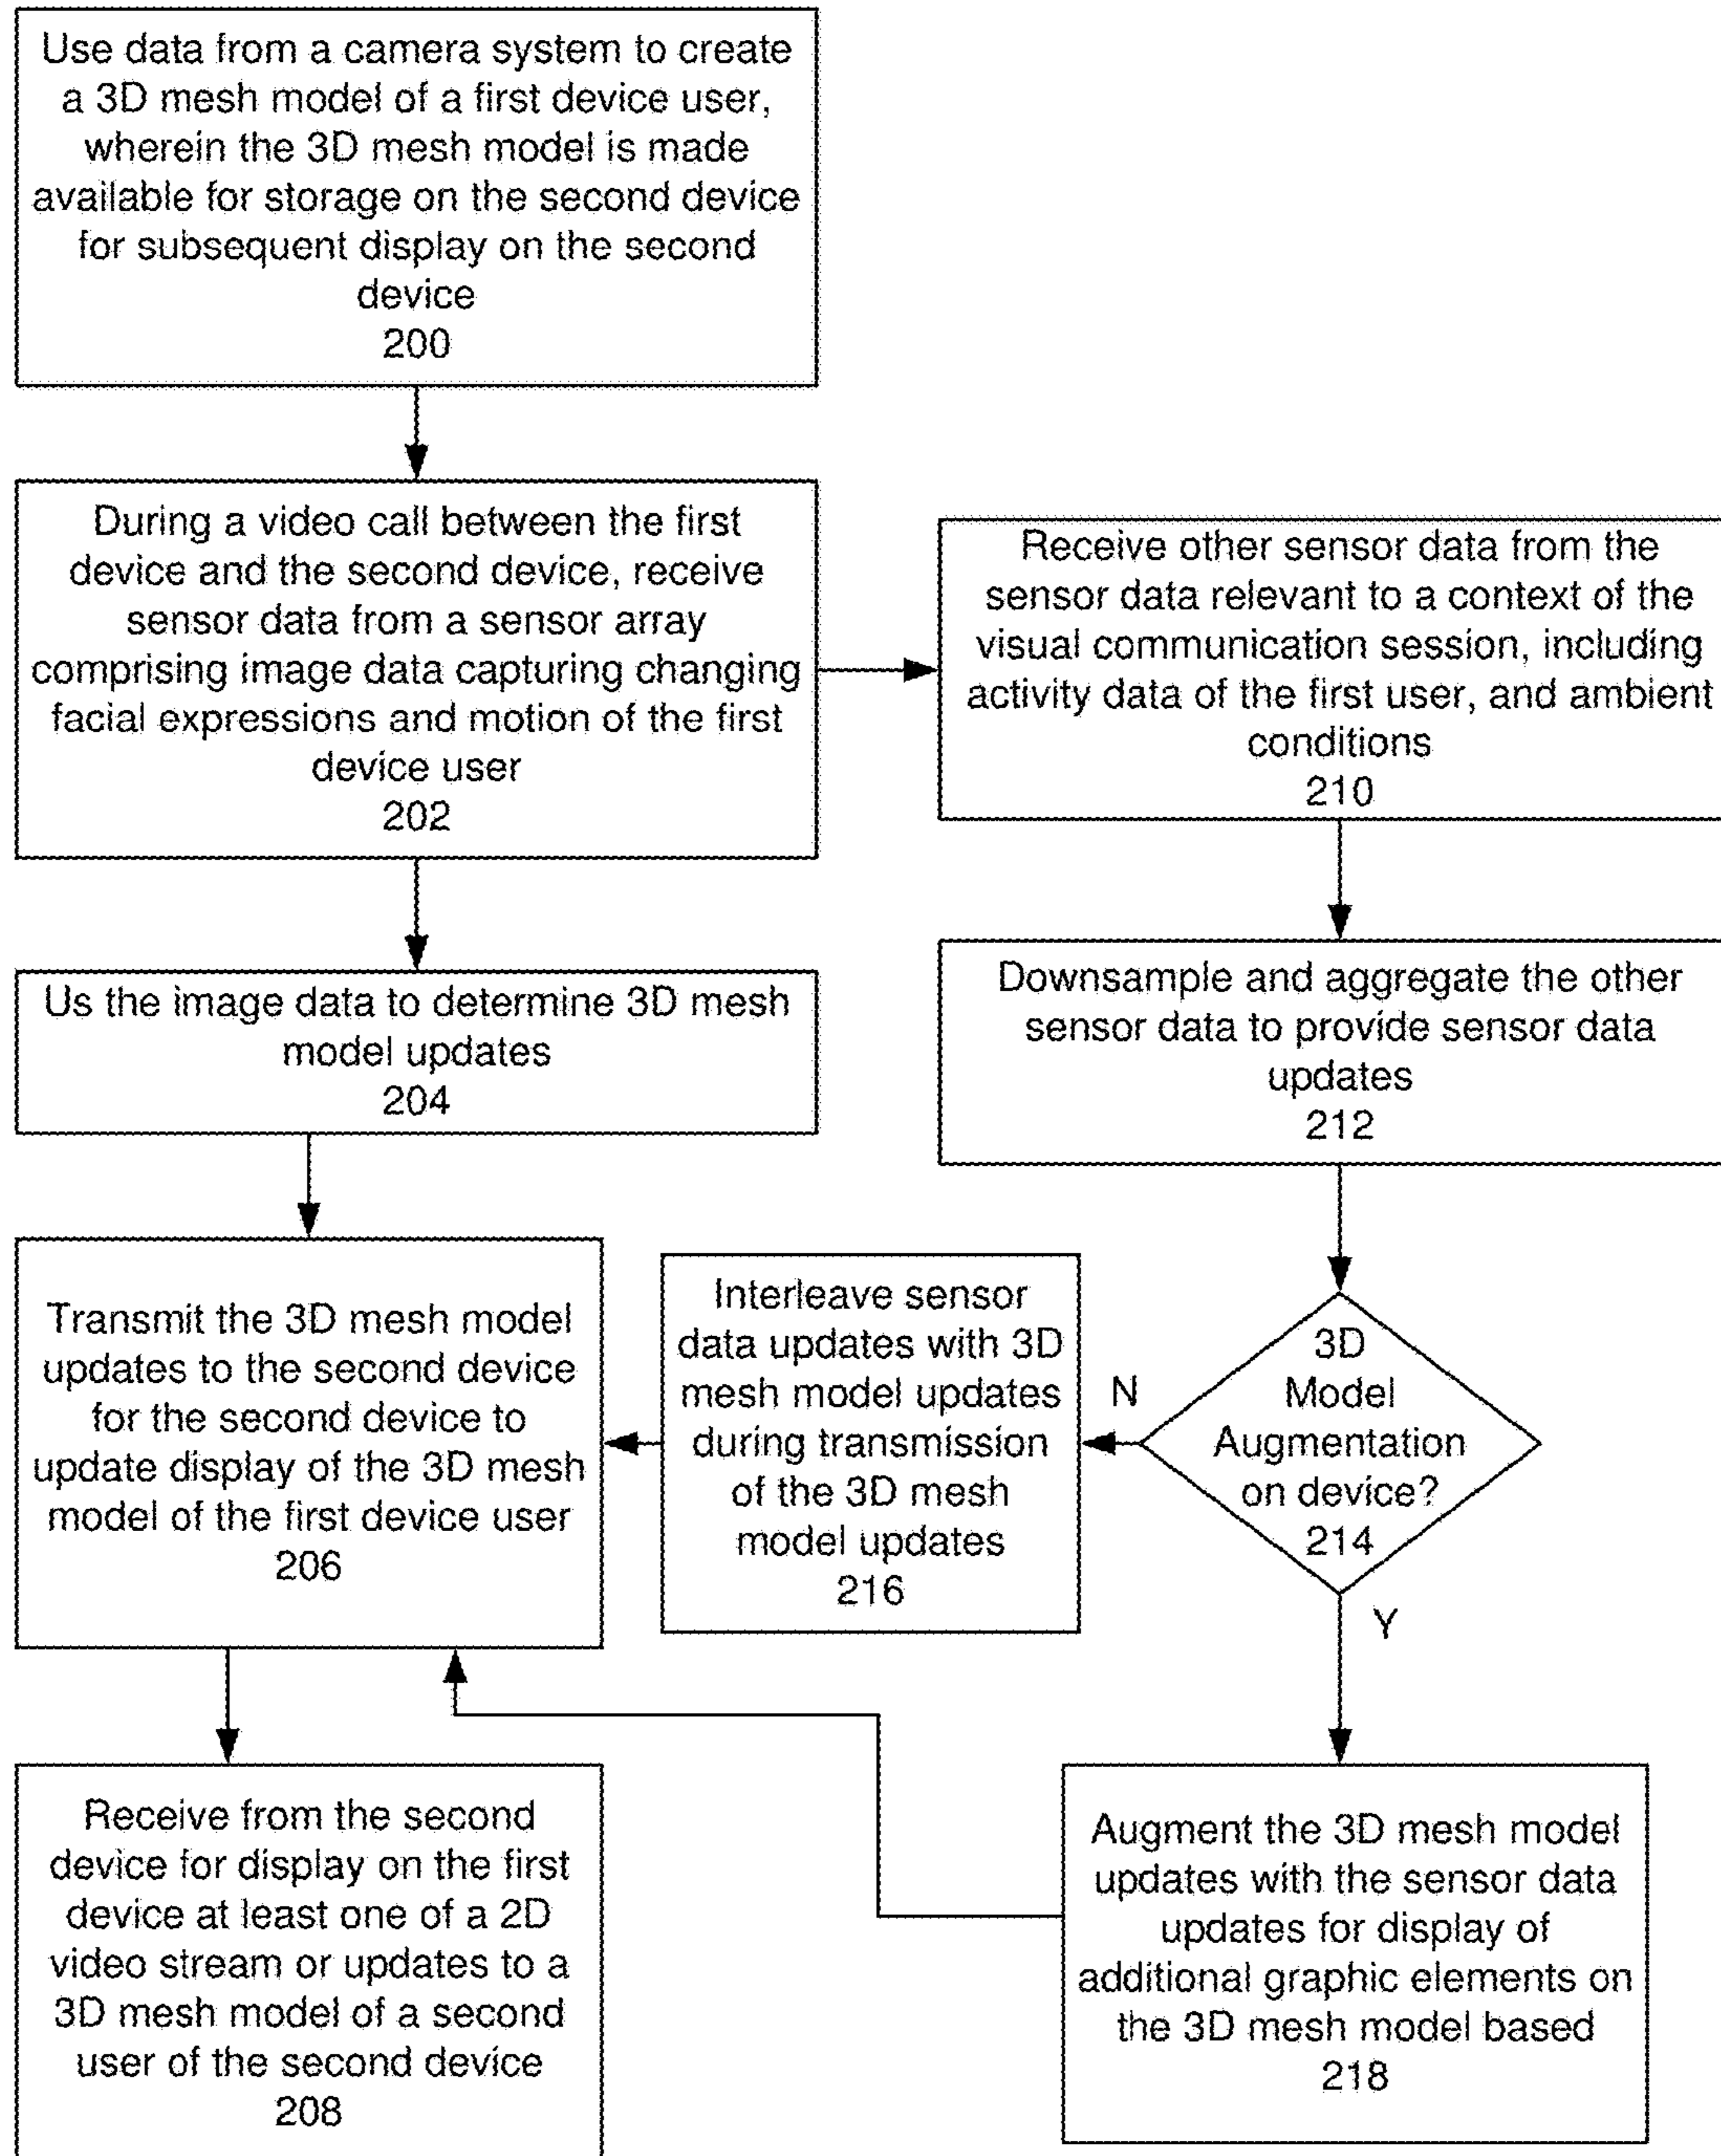 Use data from a camera system to create
a 3D mesh model of a first device user,
wherein the 3D mesh model is made
available for storage on the second device
for subsequent display on the second
device
200
During a video call between the first
device and the second device, receive
sensor data from a sensor array
comprising image data capturing changing
facial expressions and motion of the first
device user
202
Receive other sensor data from the
sensor data relevant to a context of the
visual communication session, including
activity data of the first user, and ambient
conditions
210
Us the image data to determine 3D mesh
model updates
204
Downsample and aggregate the other
sensor data to provide sensor data
updates
212
Transmit the 3D mesh model
updates to the second device
for the second device to
update display of the 3D mesh
model of the first device user
206
Interleave sensor
data updates with 3D
mesh model updates
during transmission
of the 3D mesh
model updates
216
N
3D
Model
Augmentation
on device?
214
Y
Receive from the second
device for display on the first
device at least one of a 2D
video stream or updates to a
3D mesh model of a second
user of the second device
208
Augment the 3D mesh model
updates with the sensor data
updates for display of
additional graphic elements on
the 3D mesh model based
218